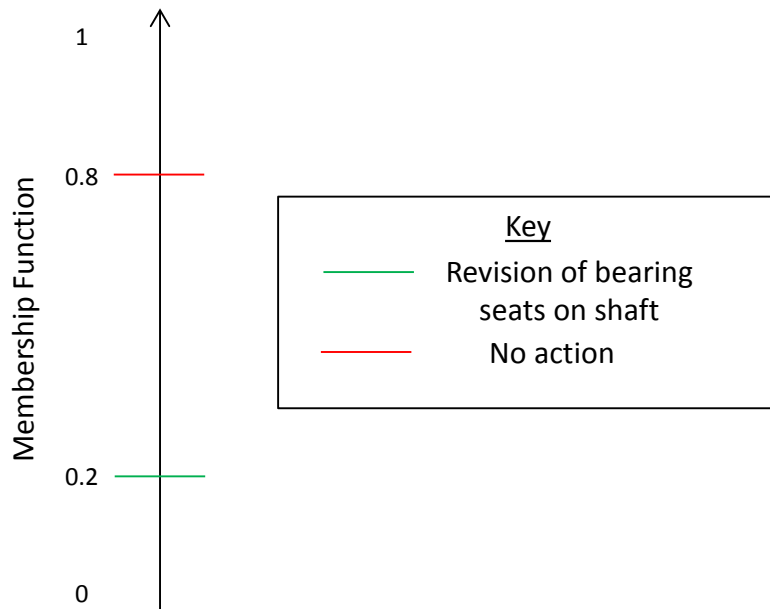 1
0.8
Membership Function
0.2
0
Key
Revision of bearing
seats on shaft
No action